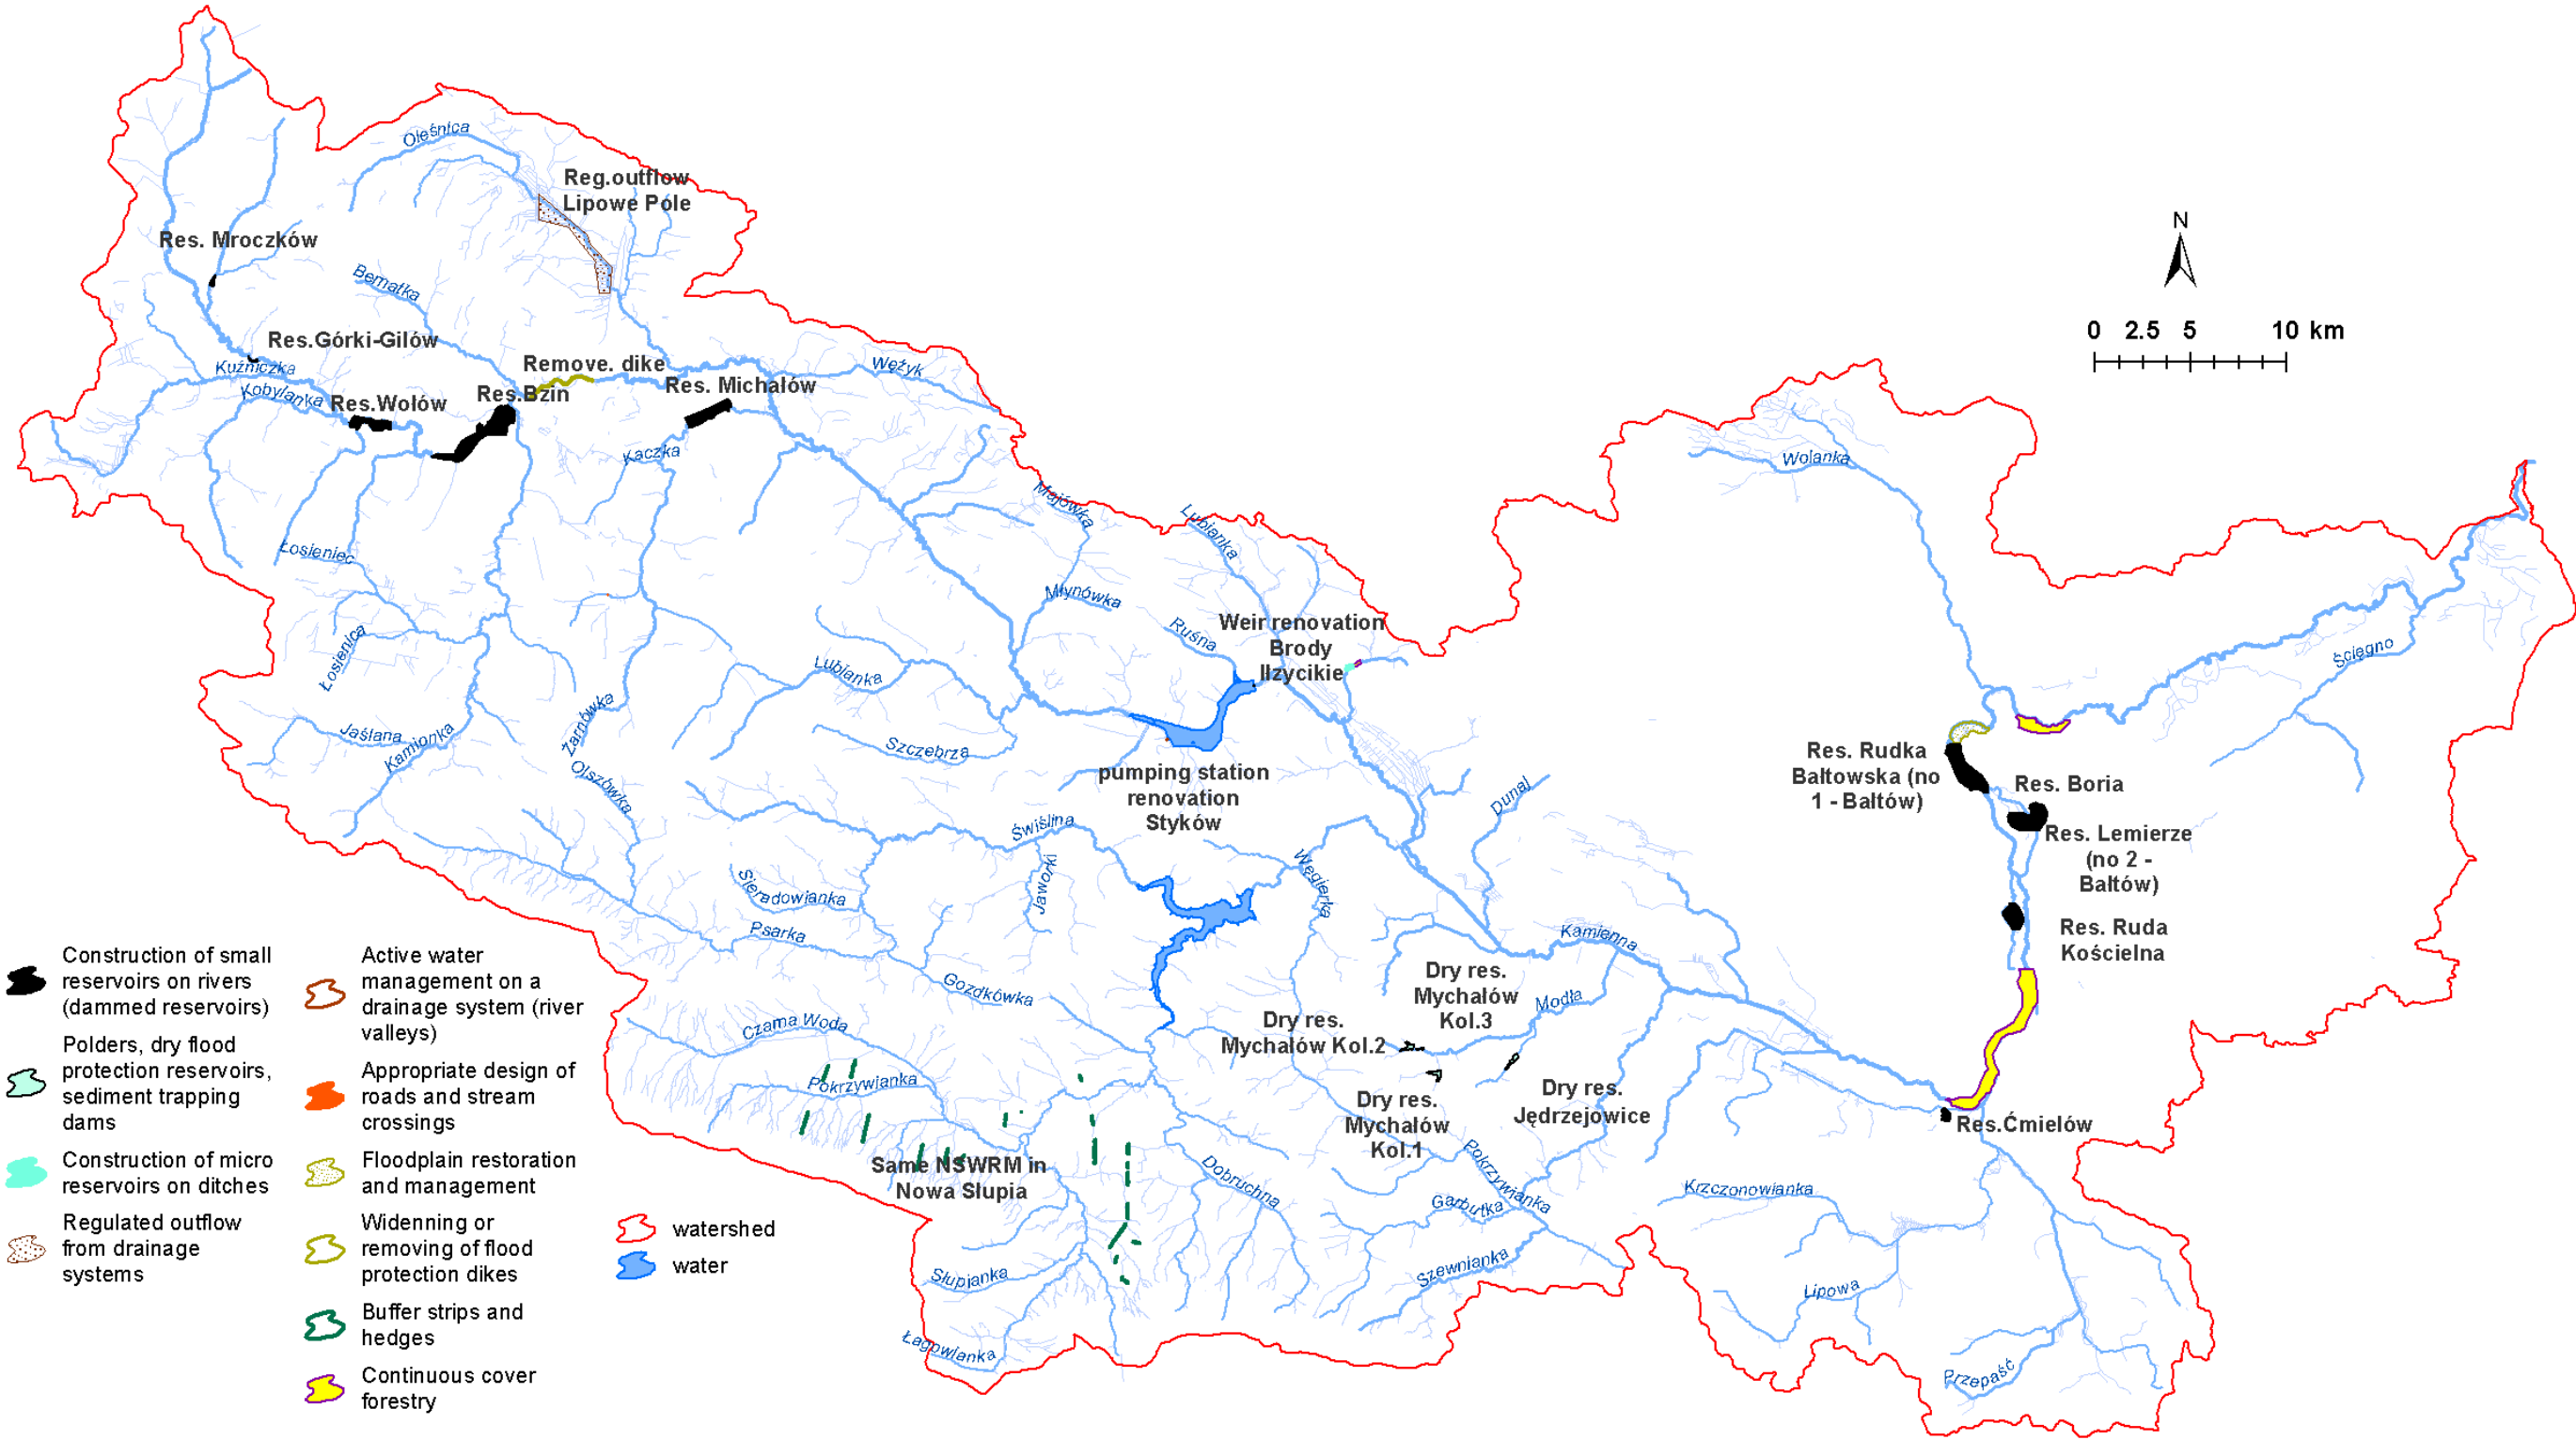 Oleśnica
Reg.outflow
Lipowe Póle
Res. Mroczków
N
Bernatka
0 2.5 5 10 km
Res.Górki-Gilów
Kuźniczka
Remove. dike
Wężyk
Kobylanka
Res.Wolów
Res.Bzin
Res. Michałów
Kaczka
Wolanka
Majówka
Lubianka
Łosieniec
Młynówka
Ruśna
Weir renovation
Brody
Ilzycikie
Łosienica
Lubianka
Ścięgno
Żarnówka
Jaślana
Kamionka
Szczebrza
Olszówka
pumping station
renovation
Styków
Dunaj
Res. Rudka
Bałtowska (no
1 - Bałtów)
Res. Boria
Świślina
Res. Lemierze
(no 2 -
Bałtów)
Jaworki
Węgierka
Sieradowianka
Psarka
Kamienna
Res. Ruda
Kościelna
Gozdkówka
Dry res.
Mychałów
Kol.3
Modła
Czarna Woda
Dry res.
Mychałów Kol.2
Pokrzywianka
Dry res.
Mychałów
Kol.1
Dry res.
Jędrzejowice
Res.Ćmielów
Same NSWRM in
Nowa Słupia
Dobruchna
Pokrzywianka
Garbutka
Krzczonowianka
Szewnianka
Słupianka
Lipowa
Łagowianka
Przepaść
Construction of small
reservoirs on rivers
(dammed reservoirs)
Polders, dry flood
protection reservoirs,
sediment trapping
dams
Construction of micro
reservoirs on ditches
Regulated outflow
from drainage
systems
Active water
management on a
drainage system (river
valleys)
Appropriate design of
roads and stream
crossings
Floodplain restoration
and management
Widenning or
removing of flood
protection dikes
Buffer strips and
hedges
Continuous cover
forestry
watershed
water